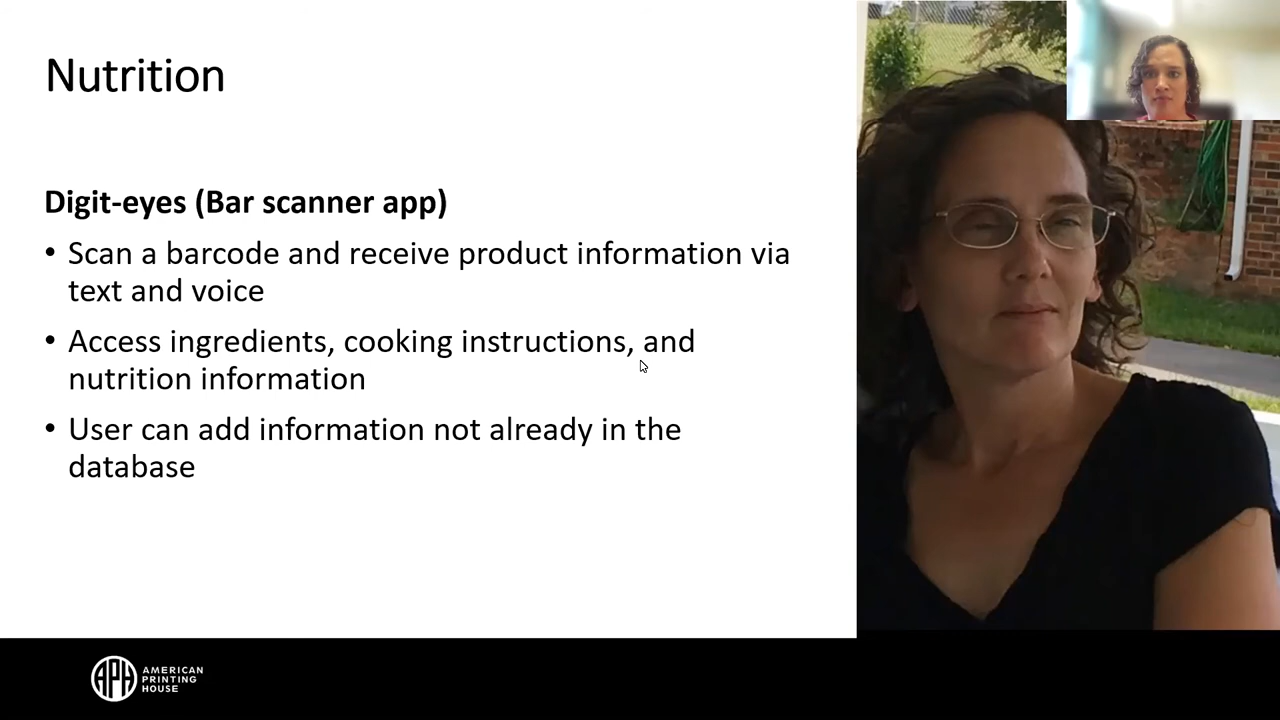 Nutrition
Digit-eyes (Bar scanner app)
• Scan a barcode and receive product information via
text and voice
• Access ingredients, cooking instructions, and
nutrition information
• User can add information not already in the
database
APH
AMERICAN
PRINTING
HOUSE